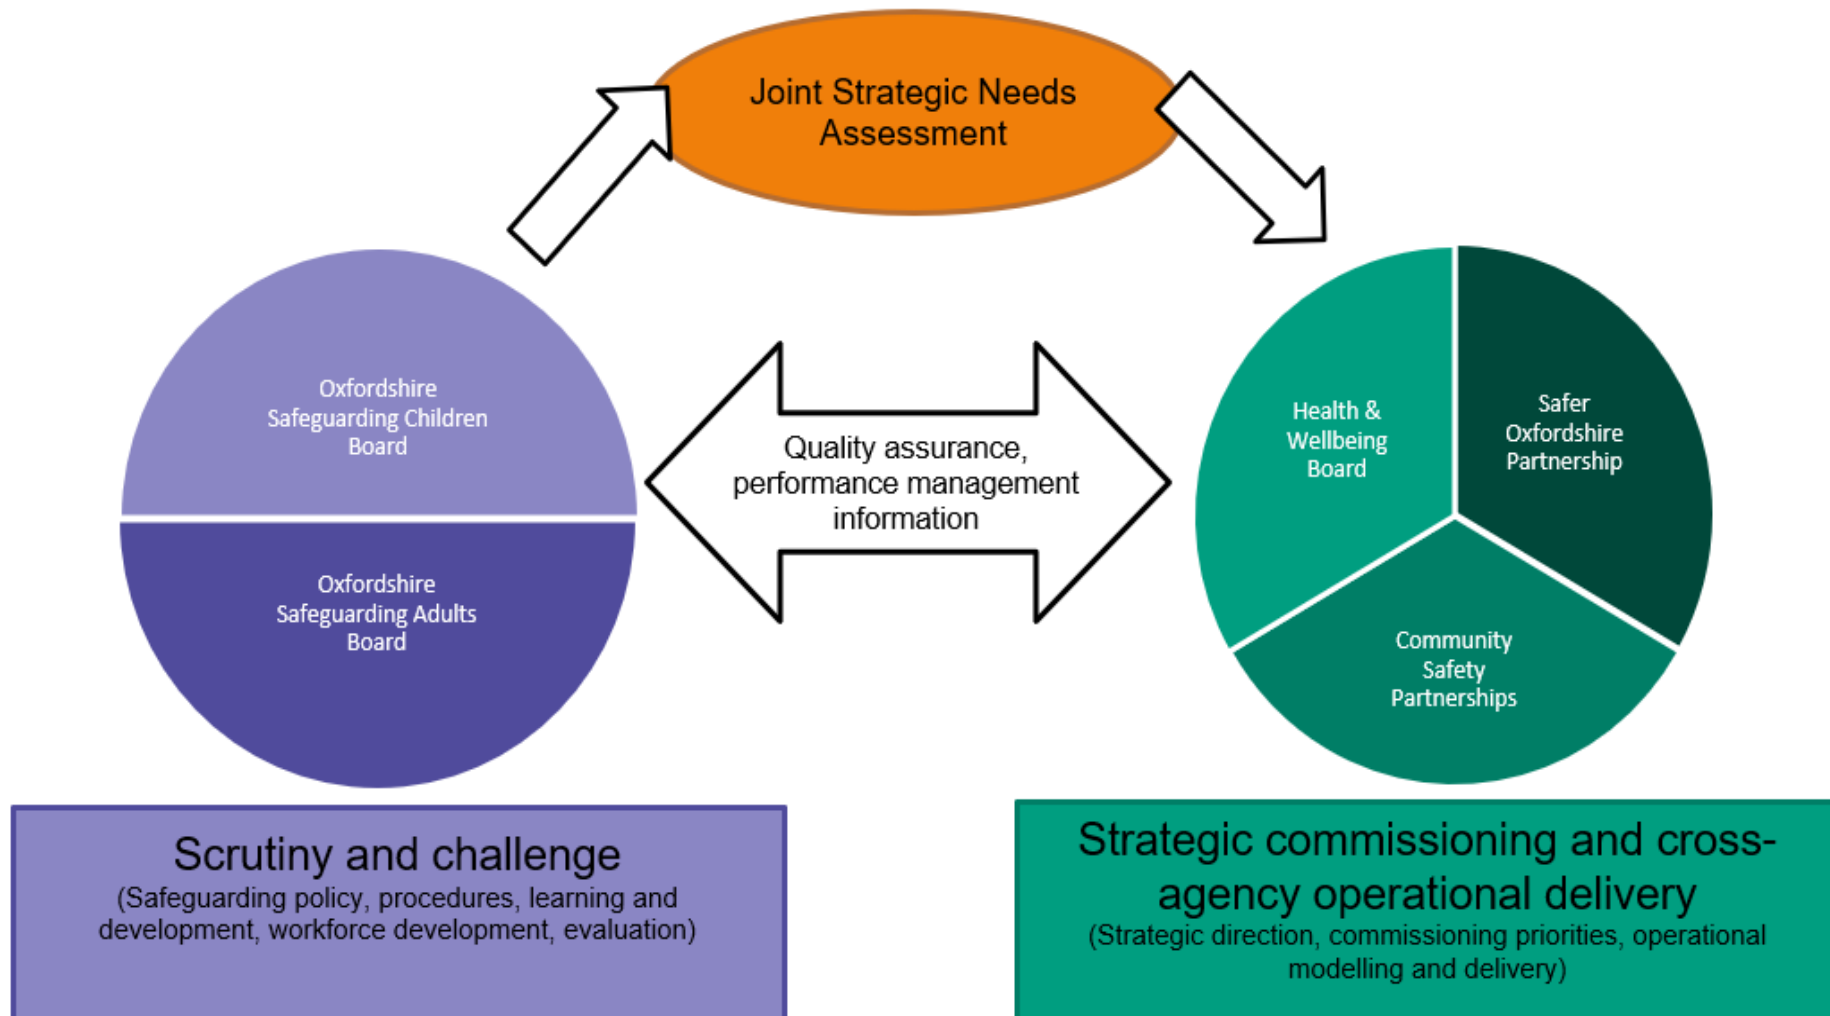 Joint Strategic Needs
Assessment
Oxfordshire
Safeguarding Children
Board
Oxfordshire
Safeguarding Adults
Board
Quality assurance,
performance management
information
Health &
Wellbeing
Board
Safer
Oxfordshire
Partnership
Community
Safety
Partnerships
Scrutiny and challenge
(Safeguarding policy, procedures, learning and
development, workforce development, evaluation)
Strategic commissioning and cross-
agency operational delivery
(Strategic direction, commissioning priorities, operational
modelling and delivery)